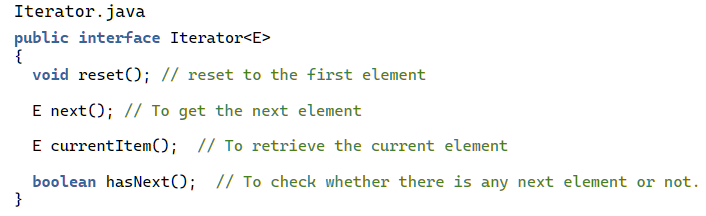 Iterator.java
public interface Iterator<E>
{
  void reset(); // reset to the first element
  E next(); // To get the next element
  E currentItem();  // To retrieve the current element
  boolean hasNext();  // To check whether there is any next element or not.
}